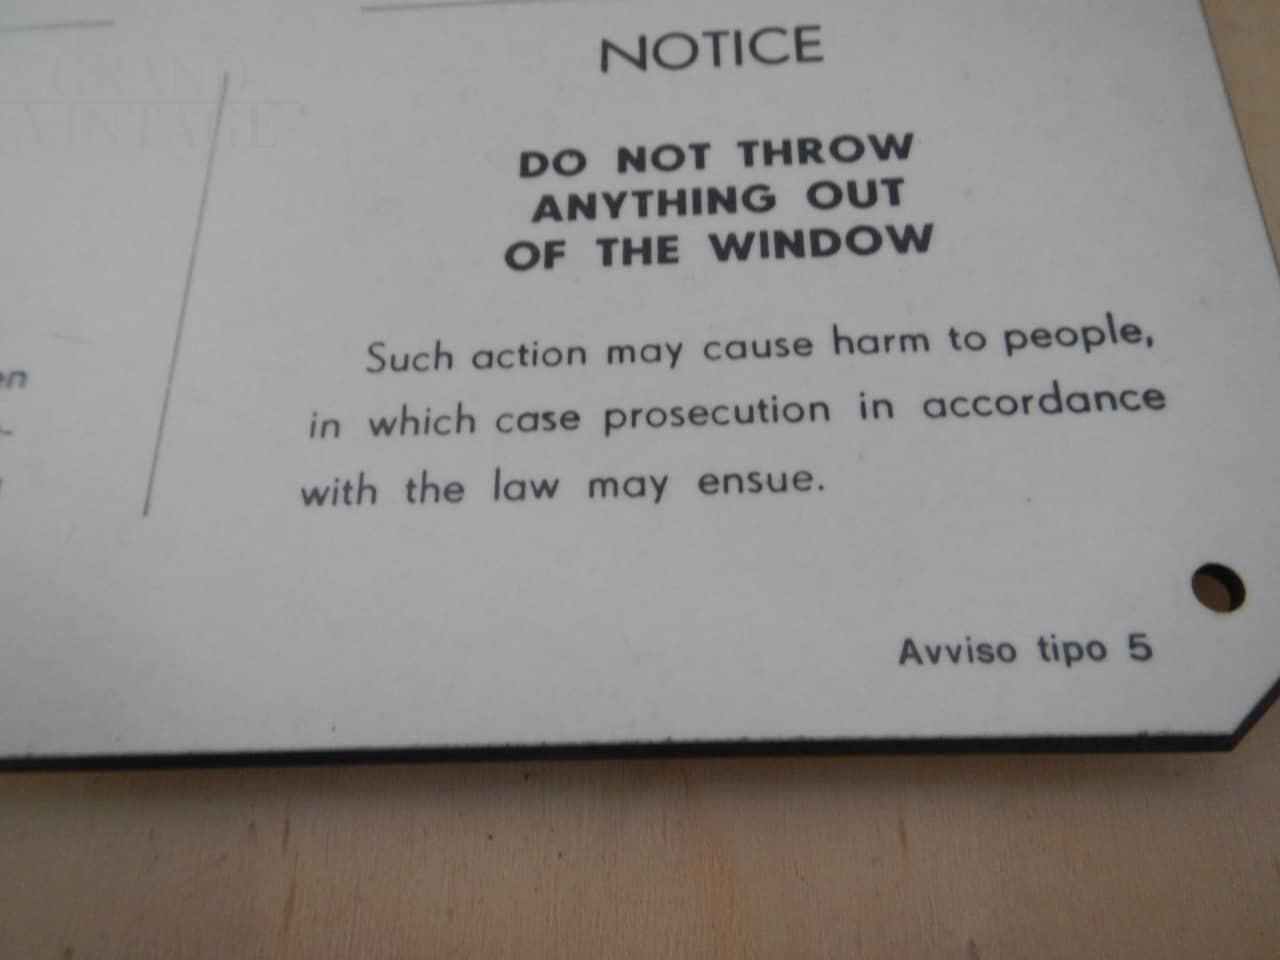 GRAND
VINTAGE
en
NOTICE
DO NOT THROW
ANYTHING OUT
OF THE WINDOW
Such action may cause harm to people,
in which case prosecution in accordance
with the law may ensue.
Avviso tipo 5